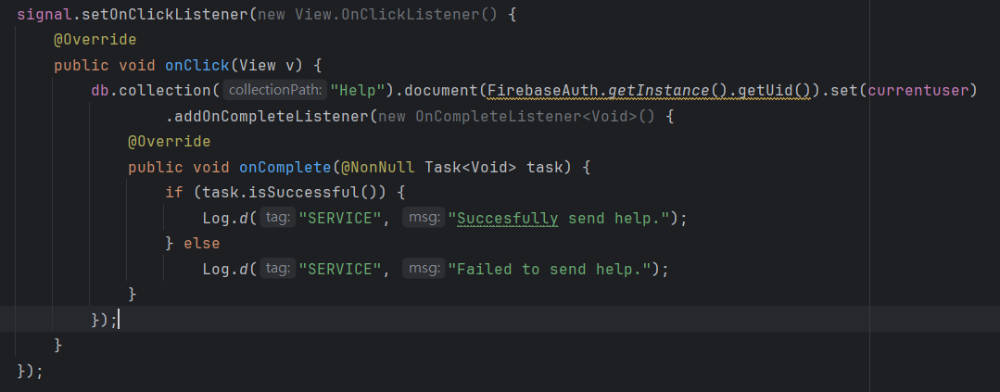 signal.setOnClickListener(new View.OnClickListener() {
@Override
public void onClick(View v) {
db.collection( collectionPath: "Help").document(FirebaseAuth.getInstance().getUid()).set(currentuser)
.addOnCompleteListener(new OnCompleteListener<Void>() {
@Override
public void onComplete(@NonNull Task<Void> task) {
if (task.isSuccessful()) {
Log.d( tag: "SERVICE", msg: "Succesfully send help.");
} else
Log.d( tag: "SERVICE", msg: "Failed to send help.");
}
});
}
});